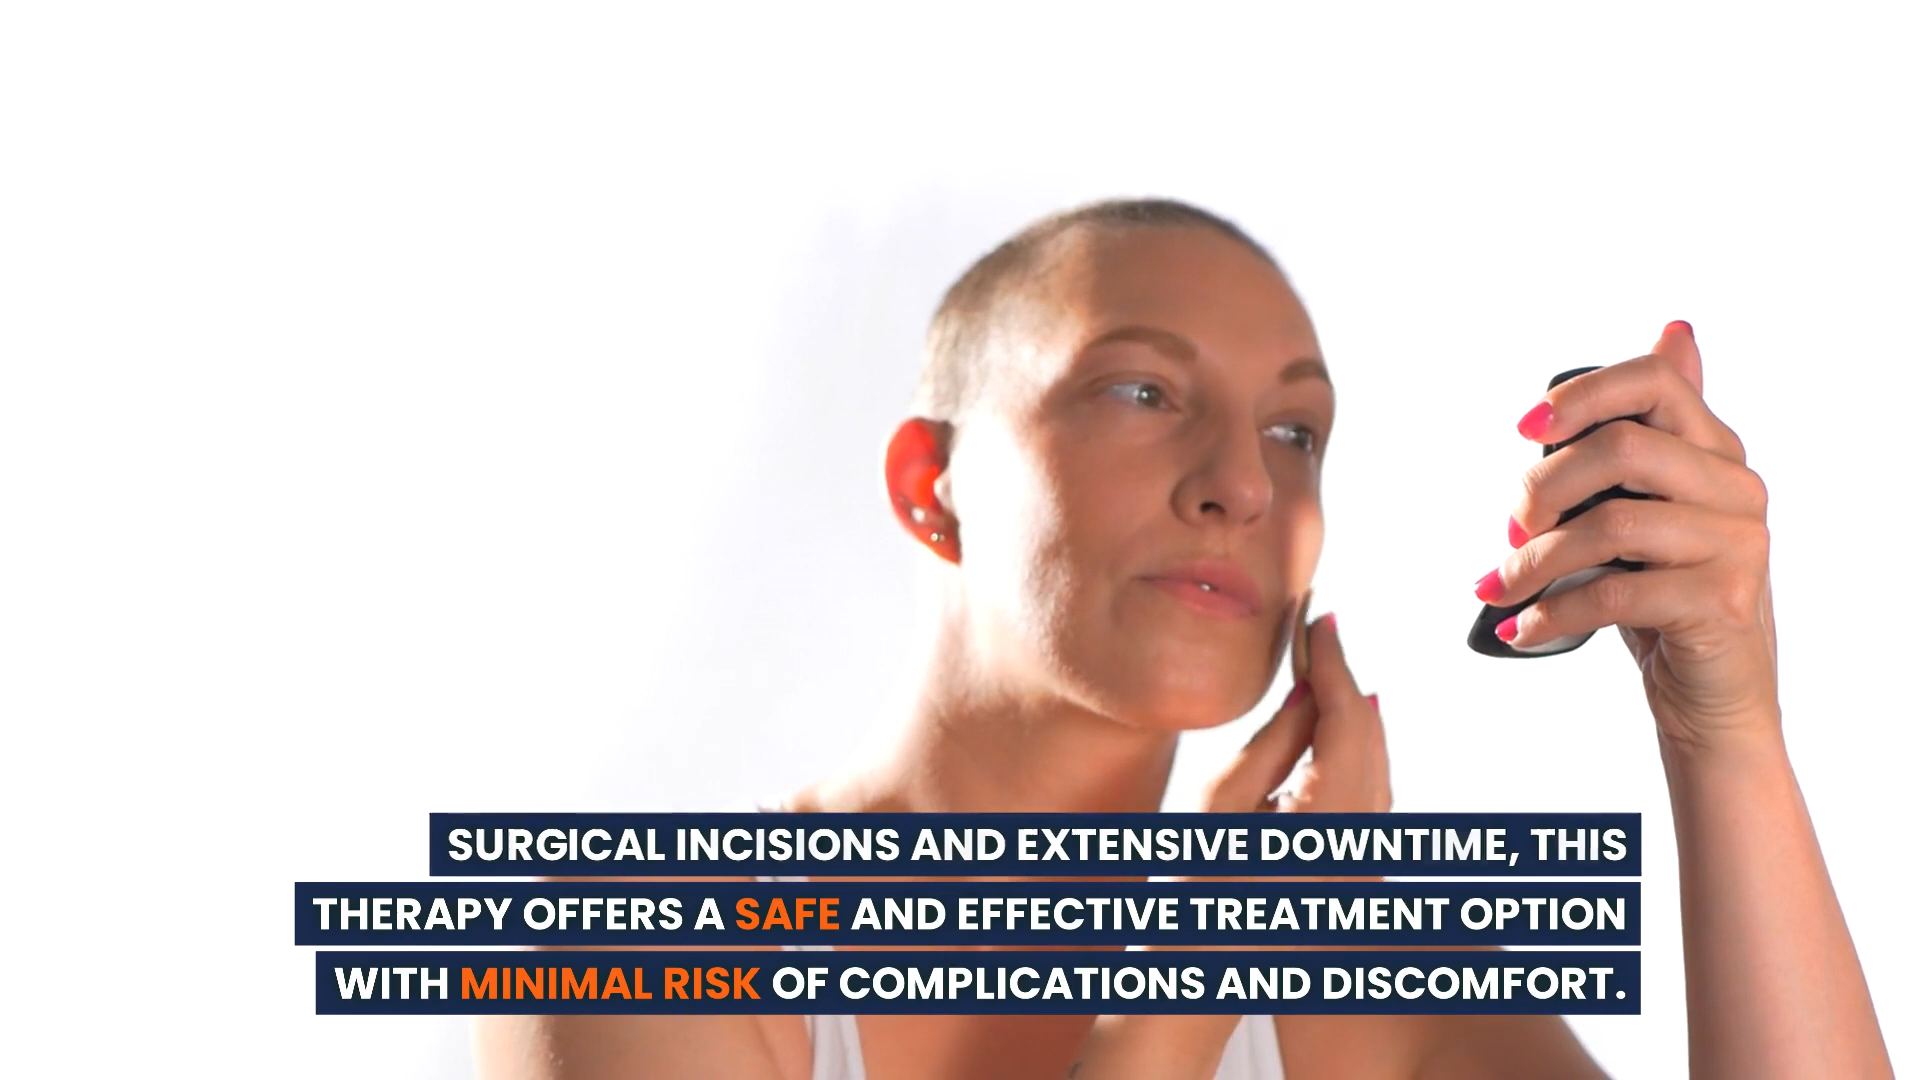 SURGICAL INCISIONS AND EXTENSIVE DOWNTIME, THIS
THERAPY OFFERS A SAFE AND EFFECTIVE TREATMENT OPTION
WITH MINIMAL RISK OF COMPLICATIONS AND DISCOMFORT.